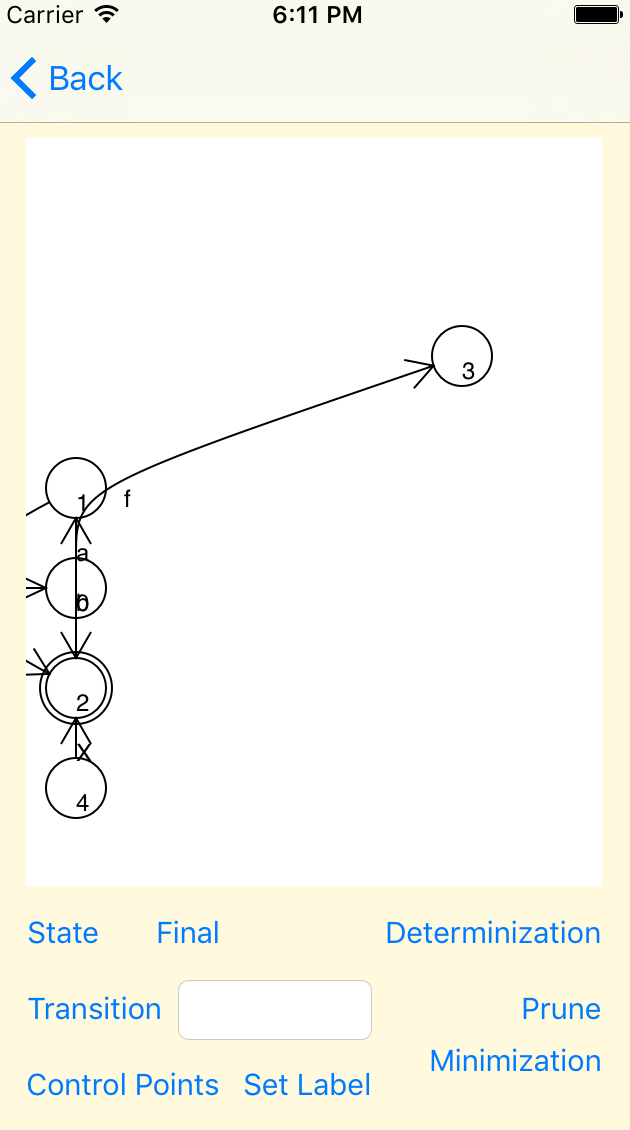 Carrier 6:11 PM
Back
3
1
f
a
b
2
X
4
State Final Determinization
Transition Prune
Minimization
Control Points Set Label